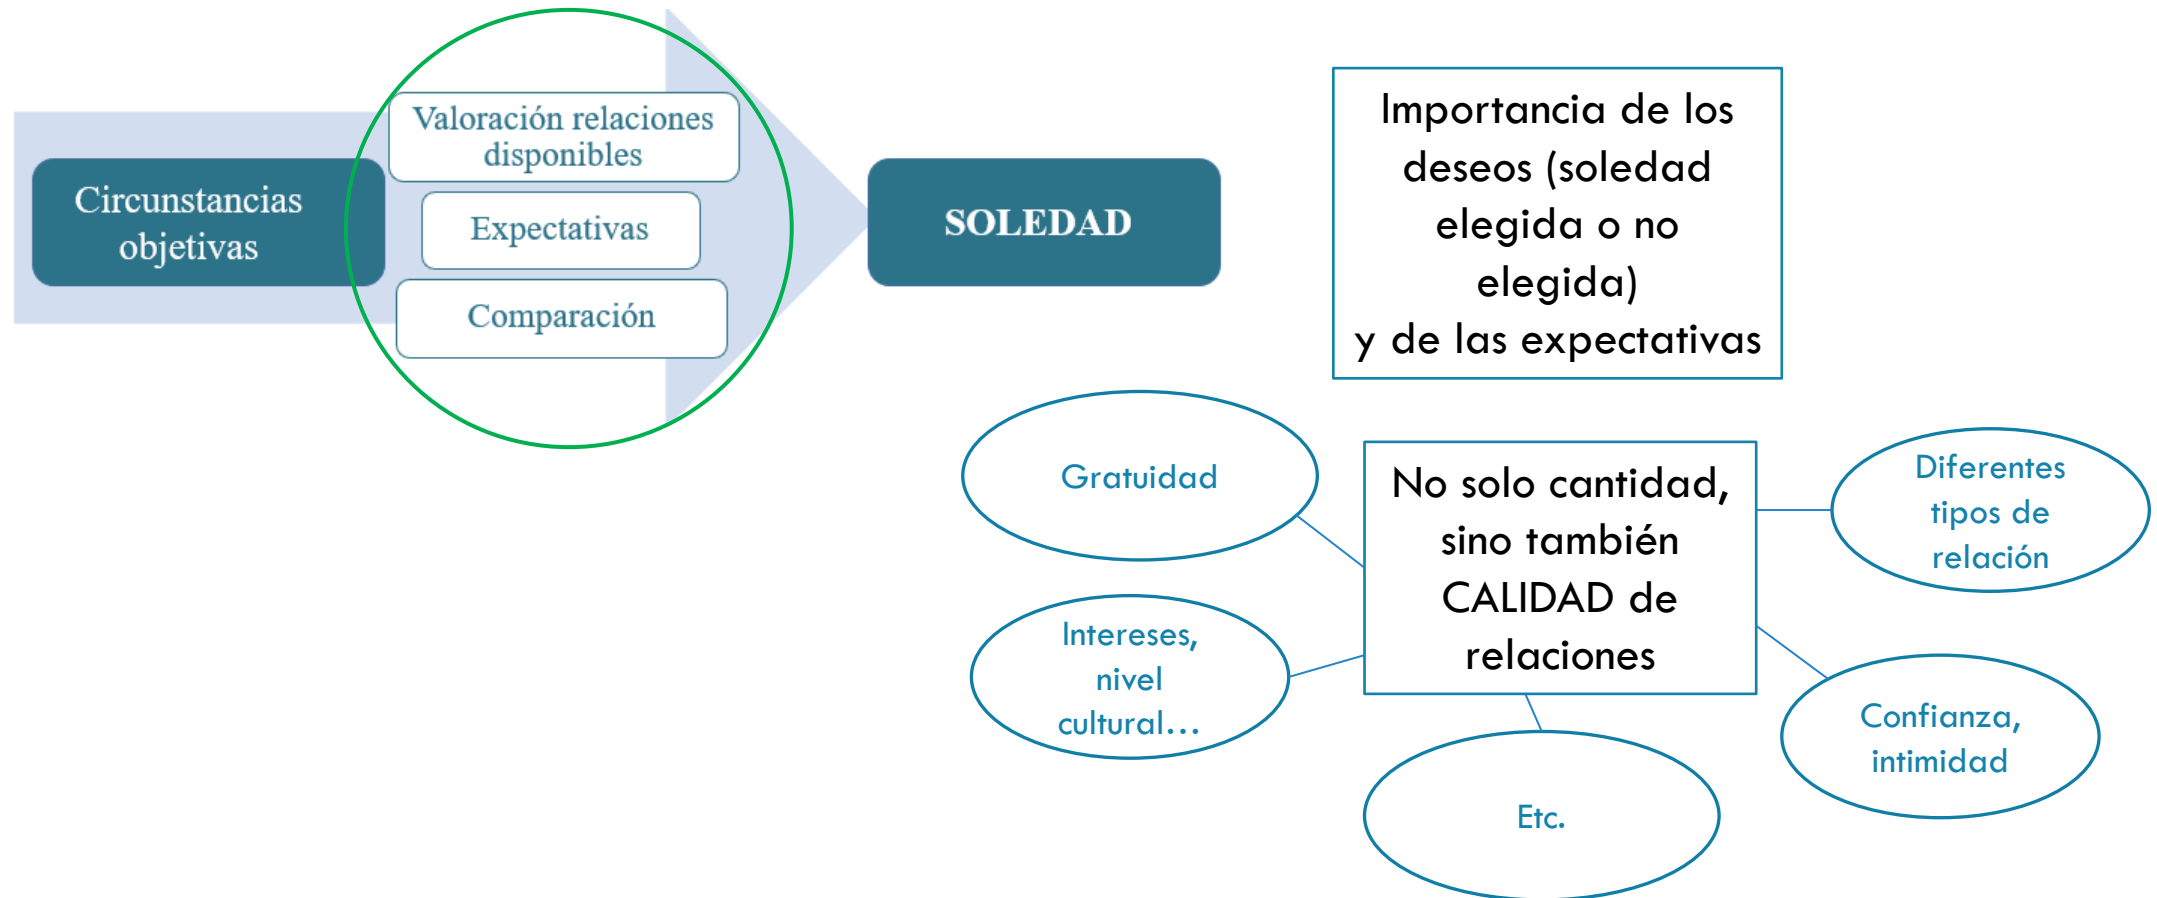 Circunstancias
objetivas
Valoración relaciones
disponibles
Expectativas
Comparación
SOLEDAD
Importancia de los
deseos (soledad
elegida o no
elegida)
y de las expectativas
Gratuidad
Intereses,
nivel
cultural…
No solo cantidad,
sino también
CALIDAD de
relaciones
Diferentes
tipos de
relación
Confianza,
intimidad
Etc.